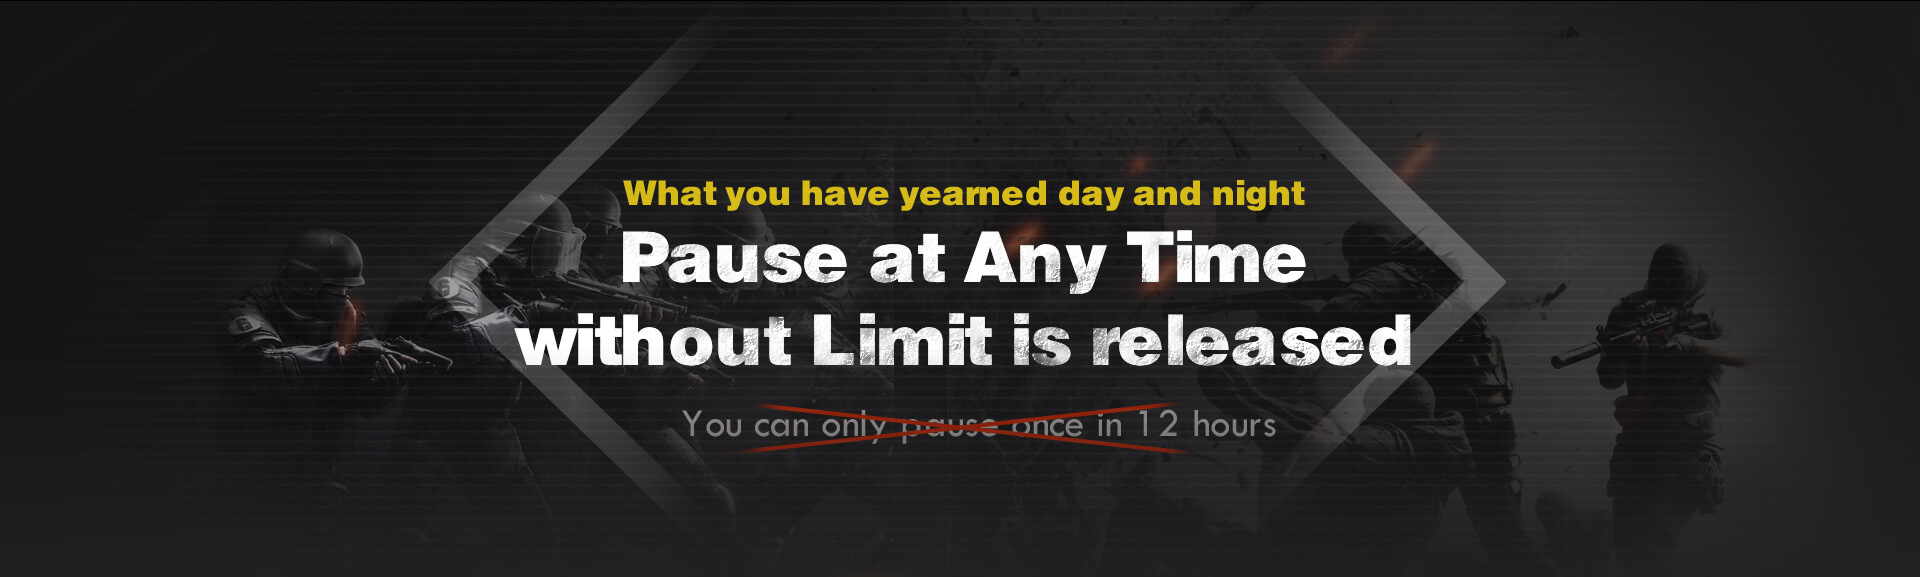 What you have yearned day and night
Pause at Any Time
without Limit is released
You can only pause once in 12 hours